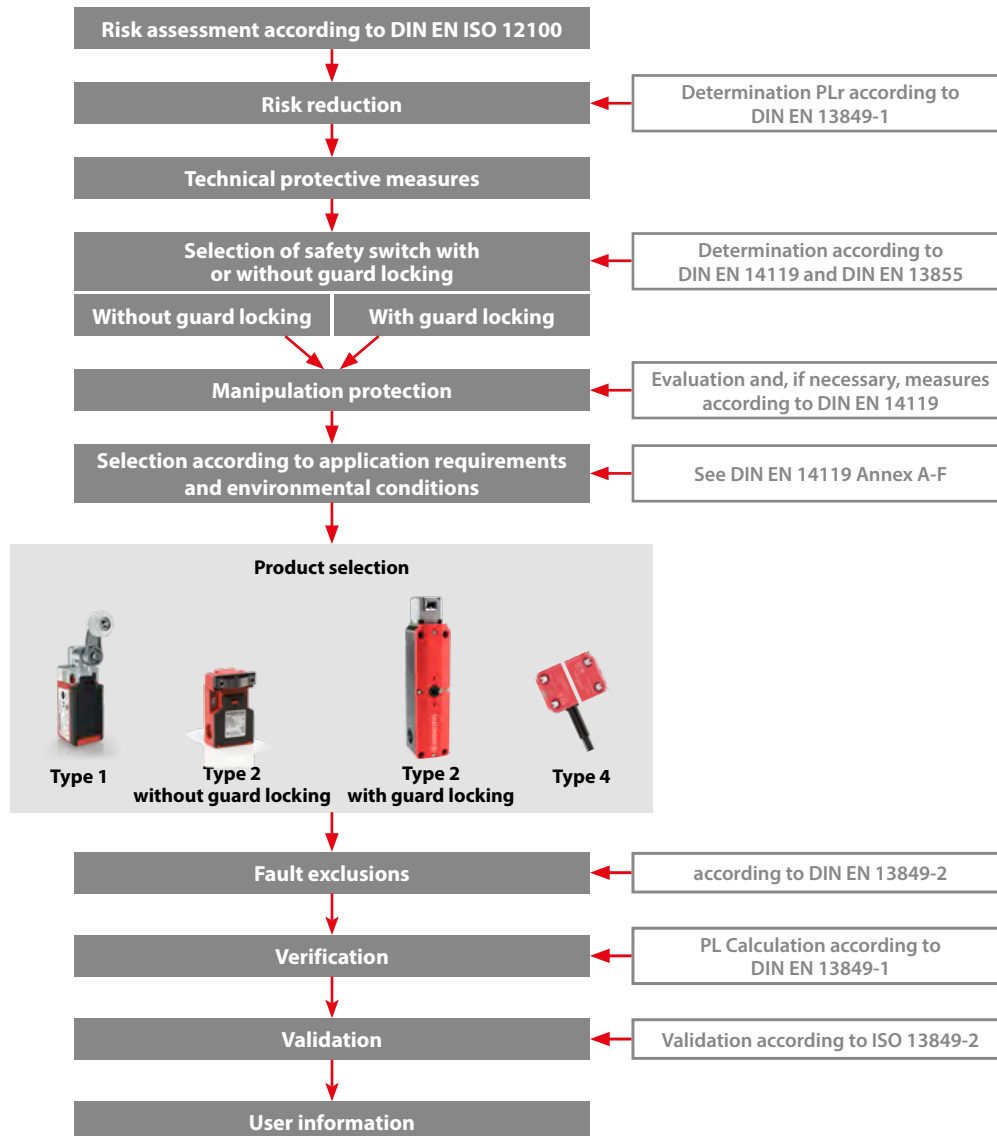 Risk assessment according to DIN EN ISO 12100
Risk reduction
Determination PLr according to
DIN EN 13849-1
Technical protective measures
Selection of safety switch with
or without guard locking
Determination according to
DIN EN 14119 and DIN EN 13855
Without guard locking
With guard locking
Manipulation protection
Evaluation and, if necessary, measures
according to DIN EN 14119
Selection according to application requirements
and environmental conditions
See DIN EN 14119 Annex A-F
Product selection
Type 1
Type 2
without guard locking
Type 2
with guard locking
Type 4
Fault exclusions
according to DIN EN 13849-2
Verification
PL Calculation according to
DIN EN 13849-1
Validation
Validation according to ISO 13849-2
User information